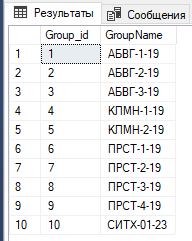 Результаты Сообщения
Group_id GroupName
1 1 АБВГ-1-19
2 2 АБВГ-2-19
3 3 АБВГ-3-19
4 4 КЛМН-1-19
5 5 КЛМН-2-19
6 6 ПРСТ-1-19
7 7 ПРСТ-2-19
8 8 ПРСТ-3-19
9 9 ПРСТ-4-19
10 10 СИТХ-01-23